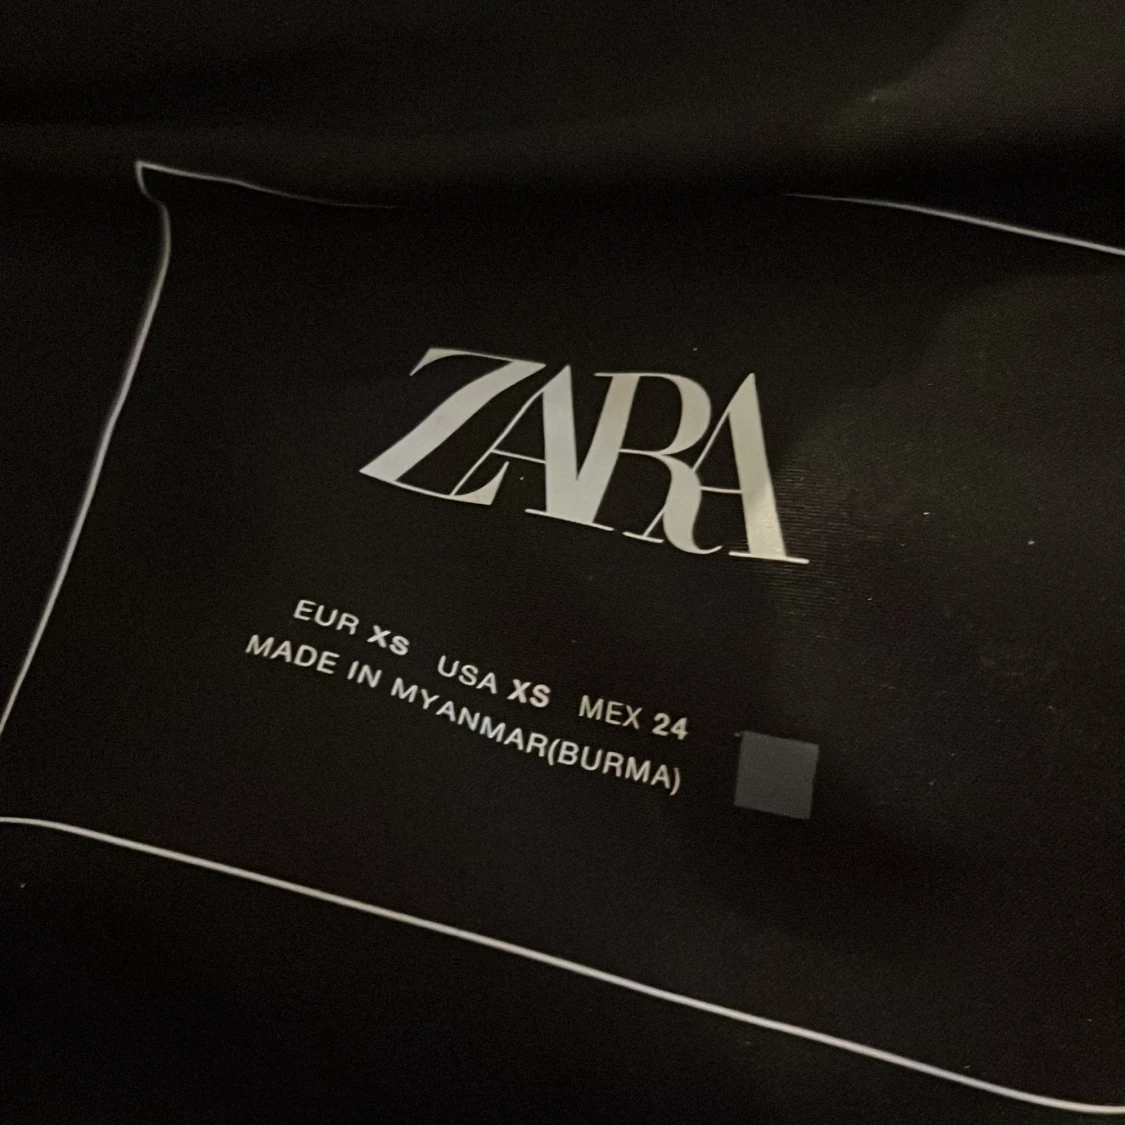 ZARA
EUR XS USA XS MEX 24
MADE IN MYANMAR(BURMA)